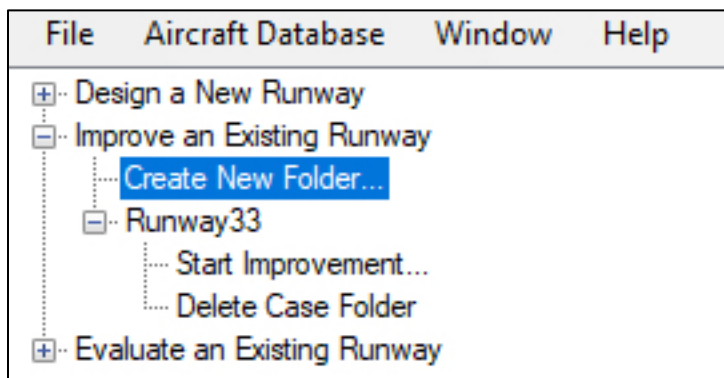 File Aircraft Database Window Help
Design a New Runway
Improve an Existing Runway
Create New Folder...
Runway33
Start Improvement...
Delete Case Folder
Evaluate an Existing Runway